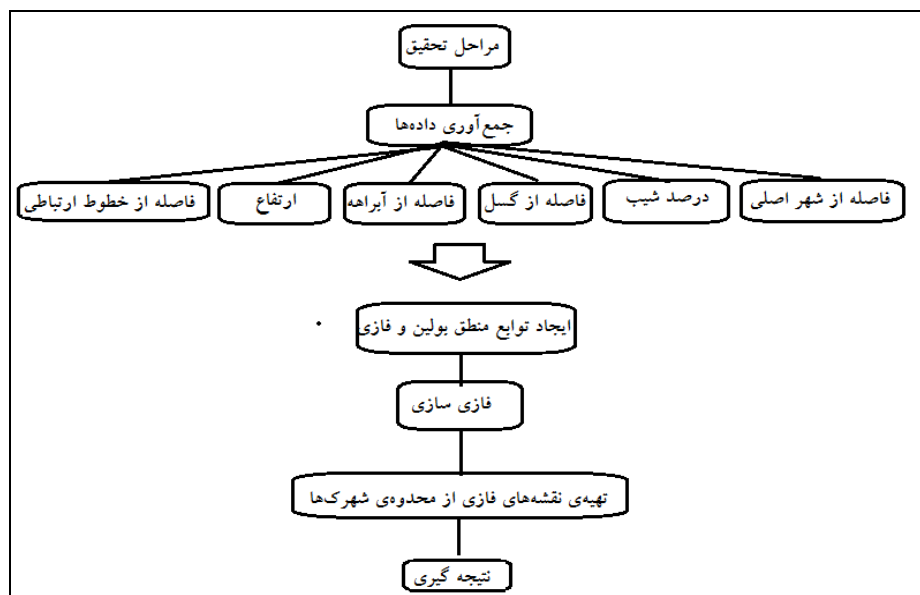 مراحل تحقیق
جمع‌آوری داده‌ها
فاصله از شهر اصلی
درصد شیب
فاصله از گسل
فاصله از آبراهه
ارتفاع
فاصله از خطوط ارتباطی
ایجاد توابع منطق بولین و فازی
فازی سازی
تهیه‌ی نقشه‌های فازی از محدوه‌ی شهرک‌ها
نتیجه گیری